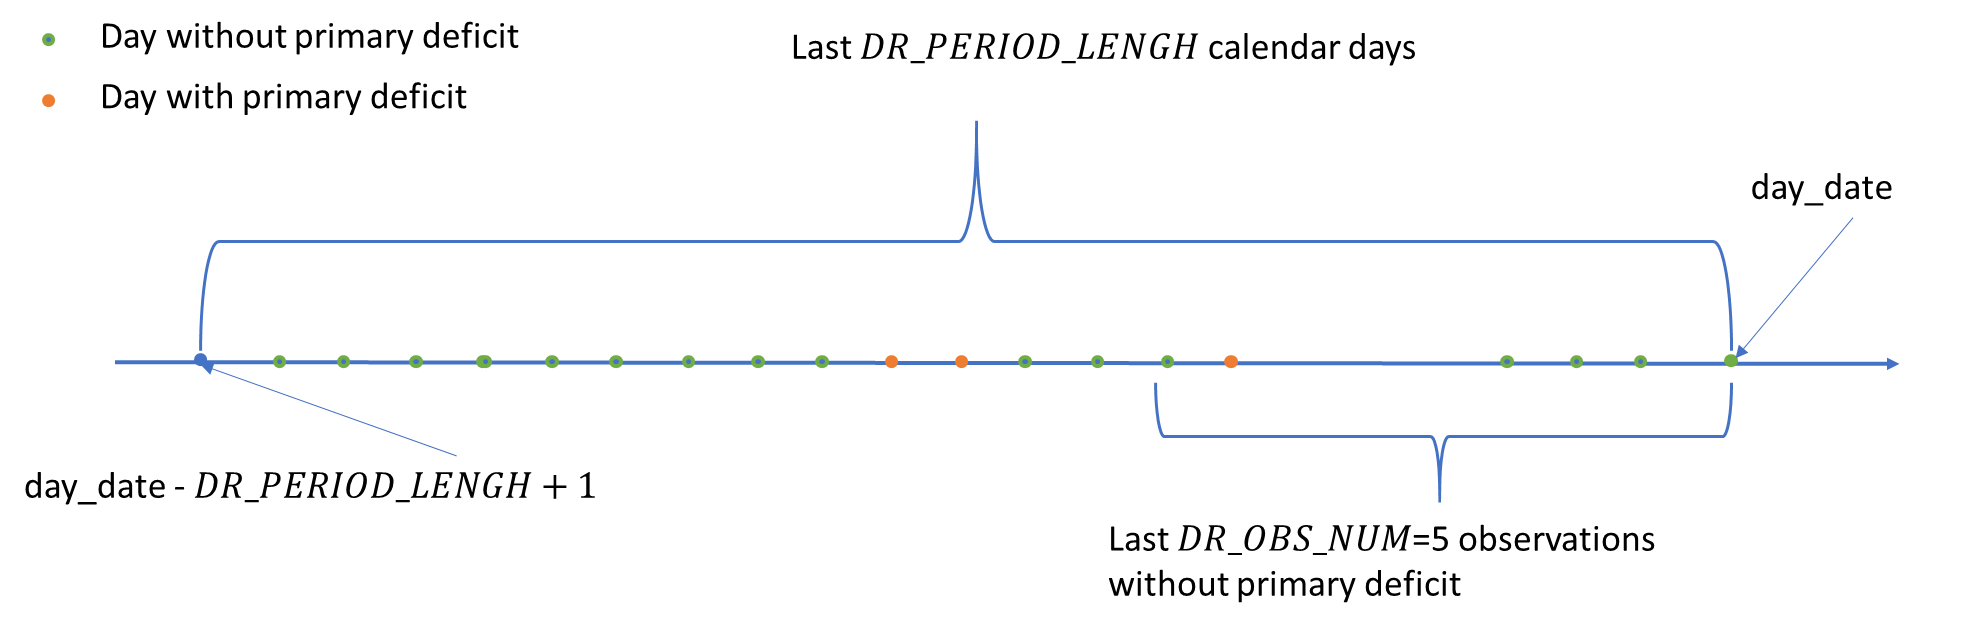 Day without primary deficit
Day with primary deficit
Last DR_PERIOD_LENGH calendar days
day_date
day_date - DR_PERIOD_LENGH + 1
Last DR_OBS_NUM=5 observations
without primary deficit